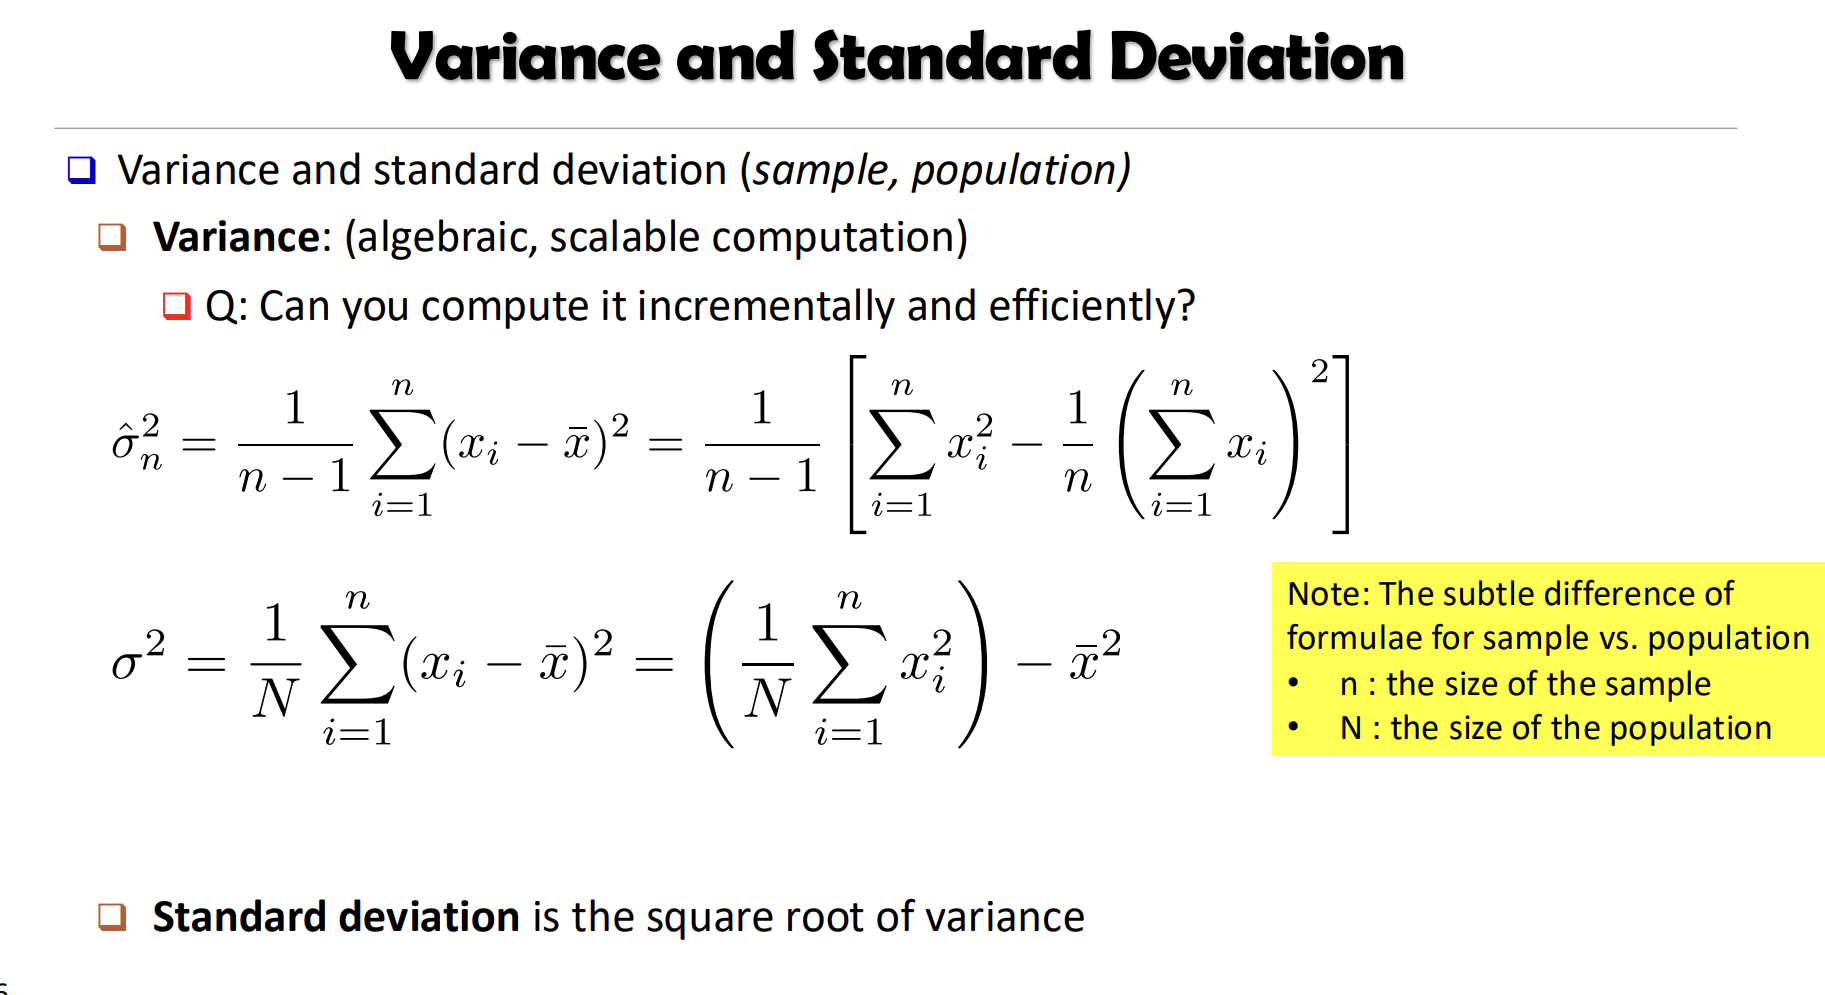 Variance and Standard Deviation
❑ Variance and standard deviation (sample, population)
❑ Variance: (algebraic, scalable computation)
❑ Q: Can you compute it incrementally and efficiently?
$\hat{\sigma}_n^2 = \frac{1}{n-1} \sum_{i=1}^{n} (x_i - \bar{x})^2 = \frac{1}{n-1} \left[ \sum_{i=1}^{n} x_i^2 - \frac{1}{n} \left( \sum_{i=1}^{n} x_i \right)^2 \right]$
$\sigma^2 = \frac{1}{N} \sum_{i=1}^{n} (x_i - \bar{x})^2 = \left( \frac{1}{N} \sum_{i=1}^{n} x_i^2 \right) - \bar{x}^2$
Note: The subtle difference of
formulae for sample vs. population
• n : the size of the sample
• N : the size of the population
❑ Standard deviation is the square root of variance